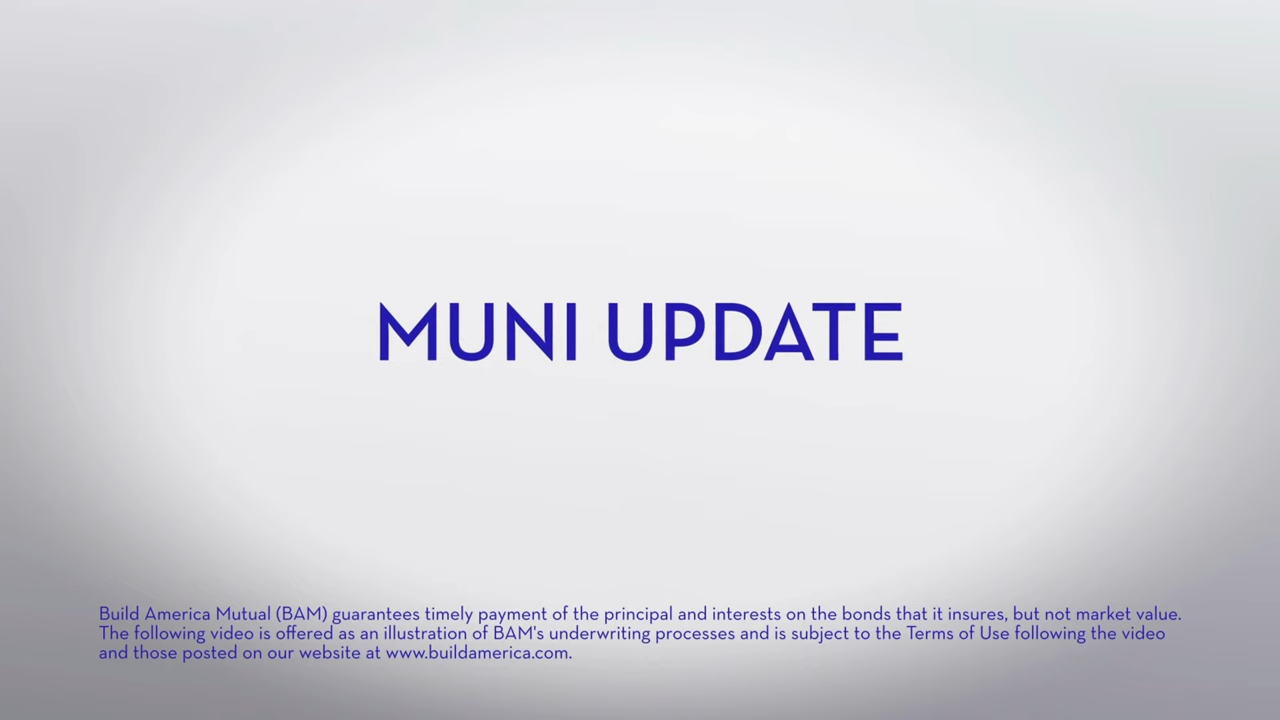 MUNI UPDATE
Build America Mutual (BAM) guarantees timely payment of the principal and interests on the bonds that it insures, but not market value.
The following video is offered as an illustration of BAM's underwriting processes and is subject to the Terms of Use following the video
and those posted on our website at www.buildamerica.com.